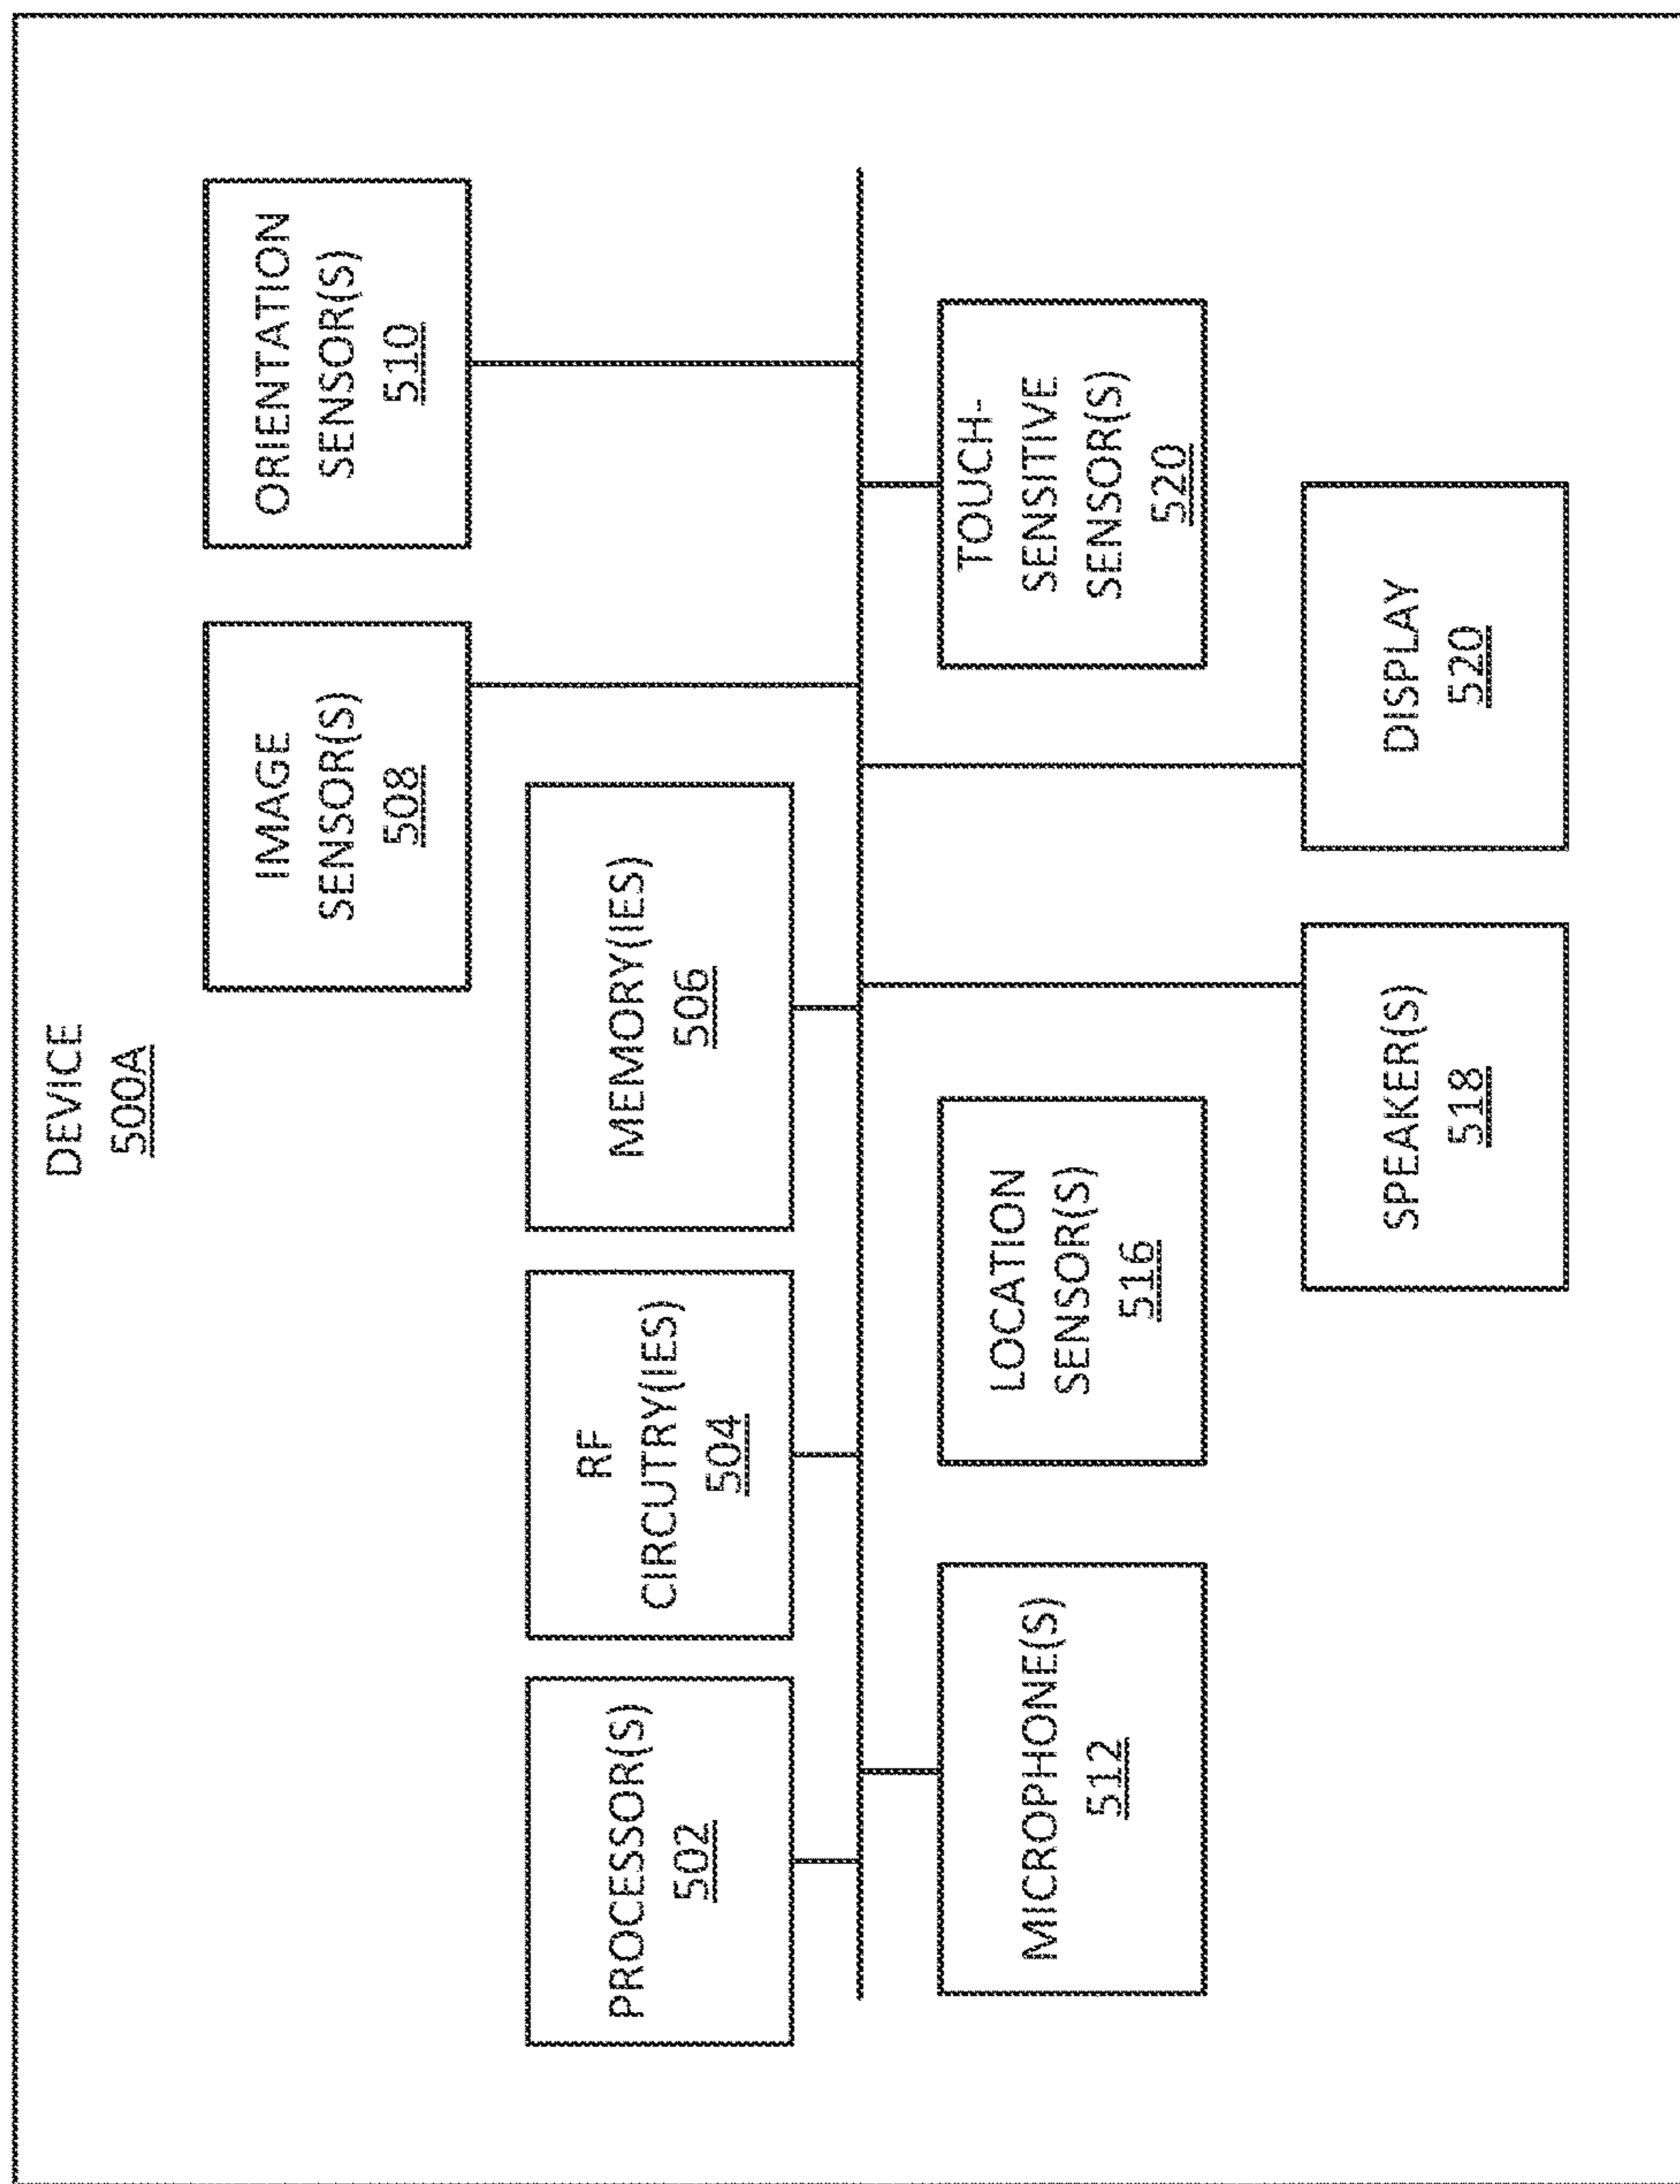 DEVICE
500A
IMAGE
SENSOR(S)
508
ORIENTATION
SENSOR(S)
510
PROCESSOR(S)
502
RF
CIRCUTRY(IES)
504
MEMORY(IES)
506
MICROPHONE(S)
512
LOCATION
SENSOR(S)
516
TOUCH-
SENSITIVE
SENSOR(S)
520
SPEAKER(S)
518
DISPLAY
520